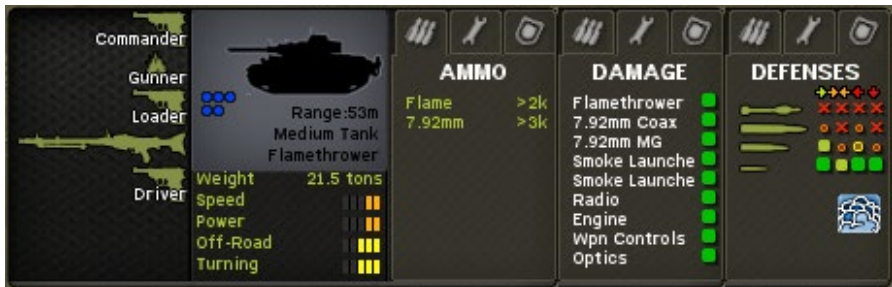 Commander
Gunner
Loader
Driver
Range:53m
Medium Tank
Flamethrower
Weight 21.5 tons
Speed
Power
Off-Road
Turning
AMMO
Flame >2k
7.92mm >3k
DAMAGE
Flamethrower
7.92mm Coax
7.92mm MG
Smoke Launche
Smoke Launche
Radio
Engine
Wpn Controls
Optics
DEFENSES